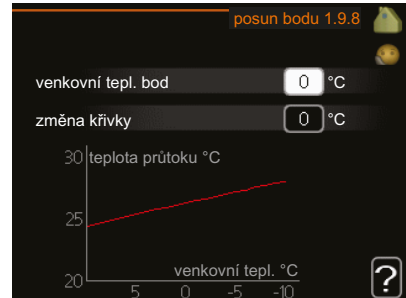 posun bodu 1.9.8
venkovní tepl. bod 0 °C
změna křivky 0 °C
30 teplota průtoku °C
25
20
venkovní tepl. °C
5 0 -5 -10
?